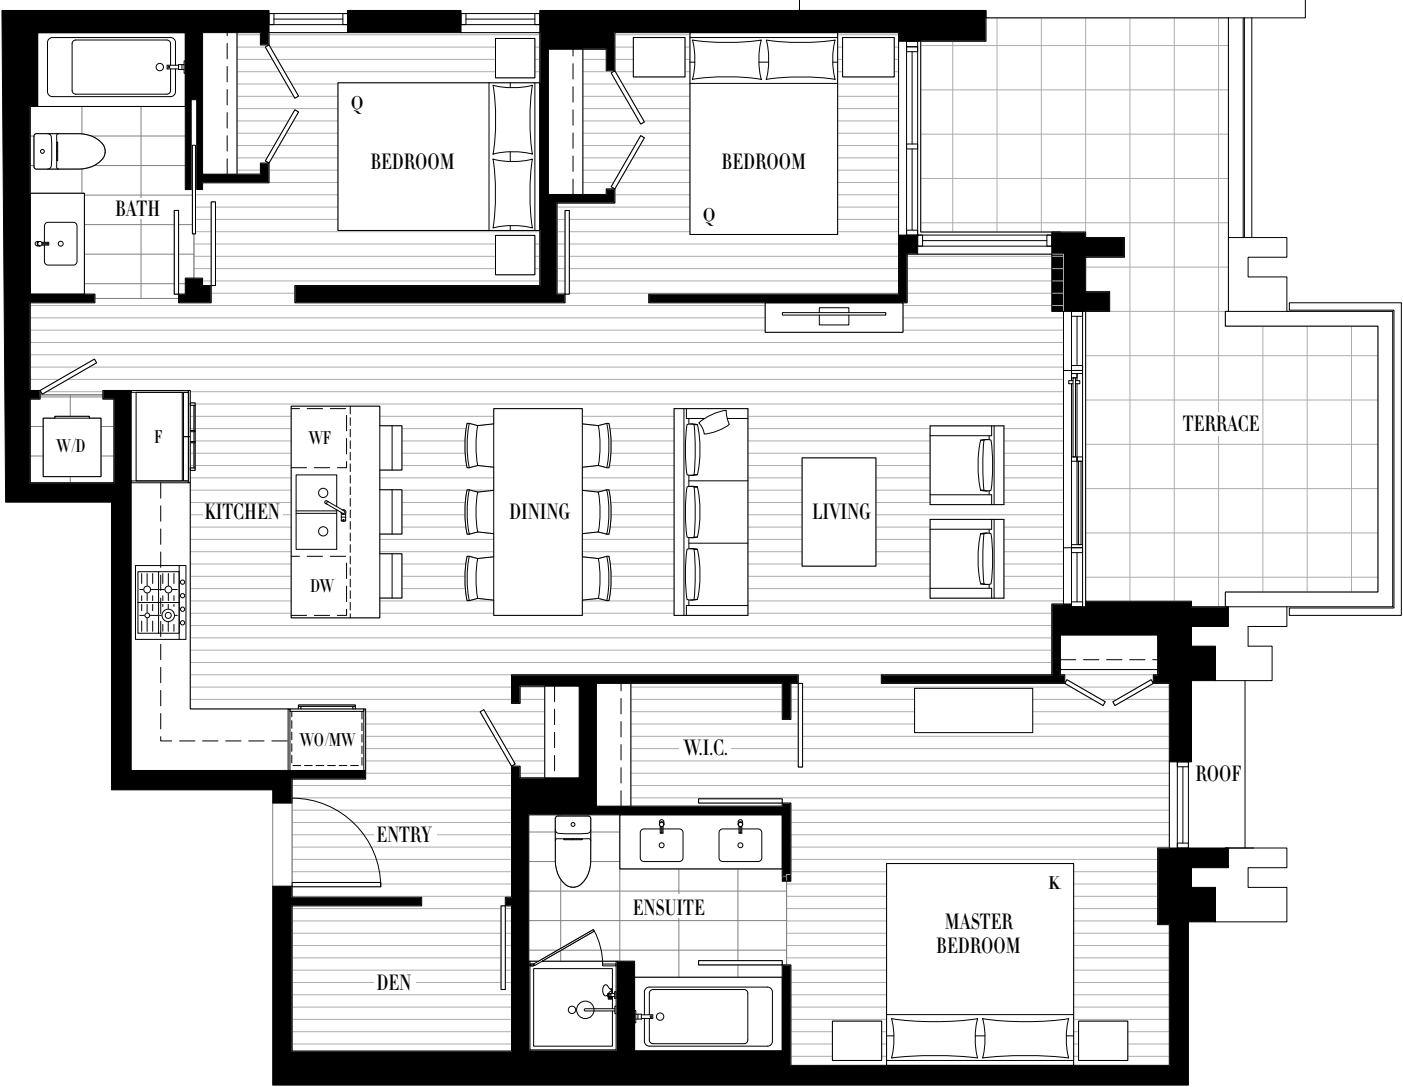 Q
BEDROOM
BEDROOM
Q
BATH
TERRACE
W/D
F
WF
KITCHEN
DINING
LIVING
DW
WO/MW
W.I.C.
ROOF
ENTRY
K
ENSUITE
MASTER
BEDROOM
DEN